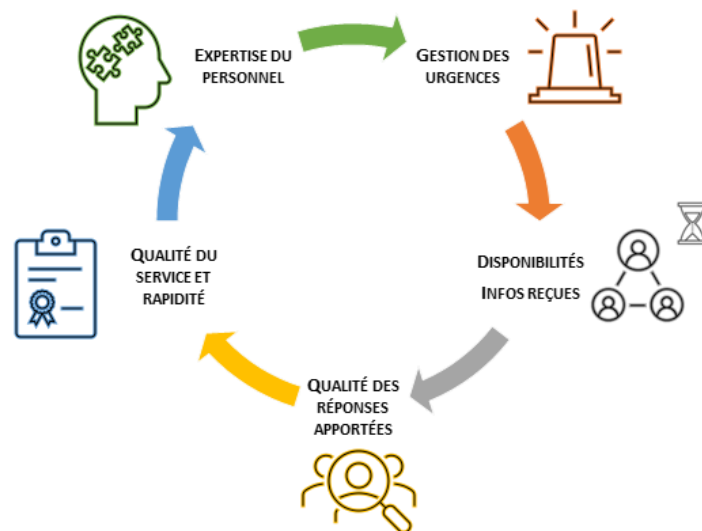 EXPERTISE DU
PERSONNEL
GESTION DES
URGENCES
DISPONIBILITÉS
INFOS REÇUES
QUALITÉ DES
RÉPONSES
APPORTÉES
QUALITÉ DU
SERVICE ET
RAPIDITÉ